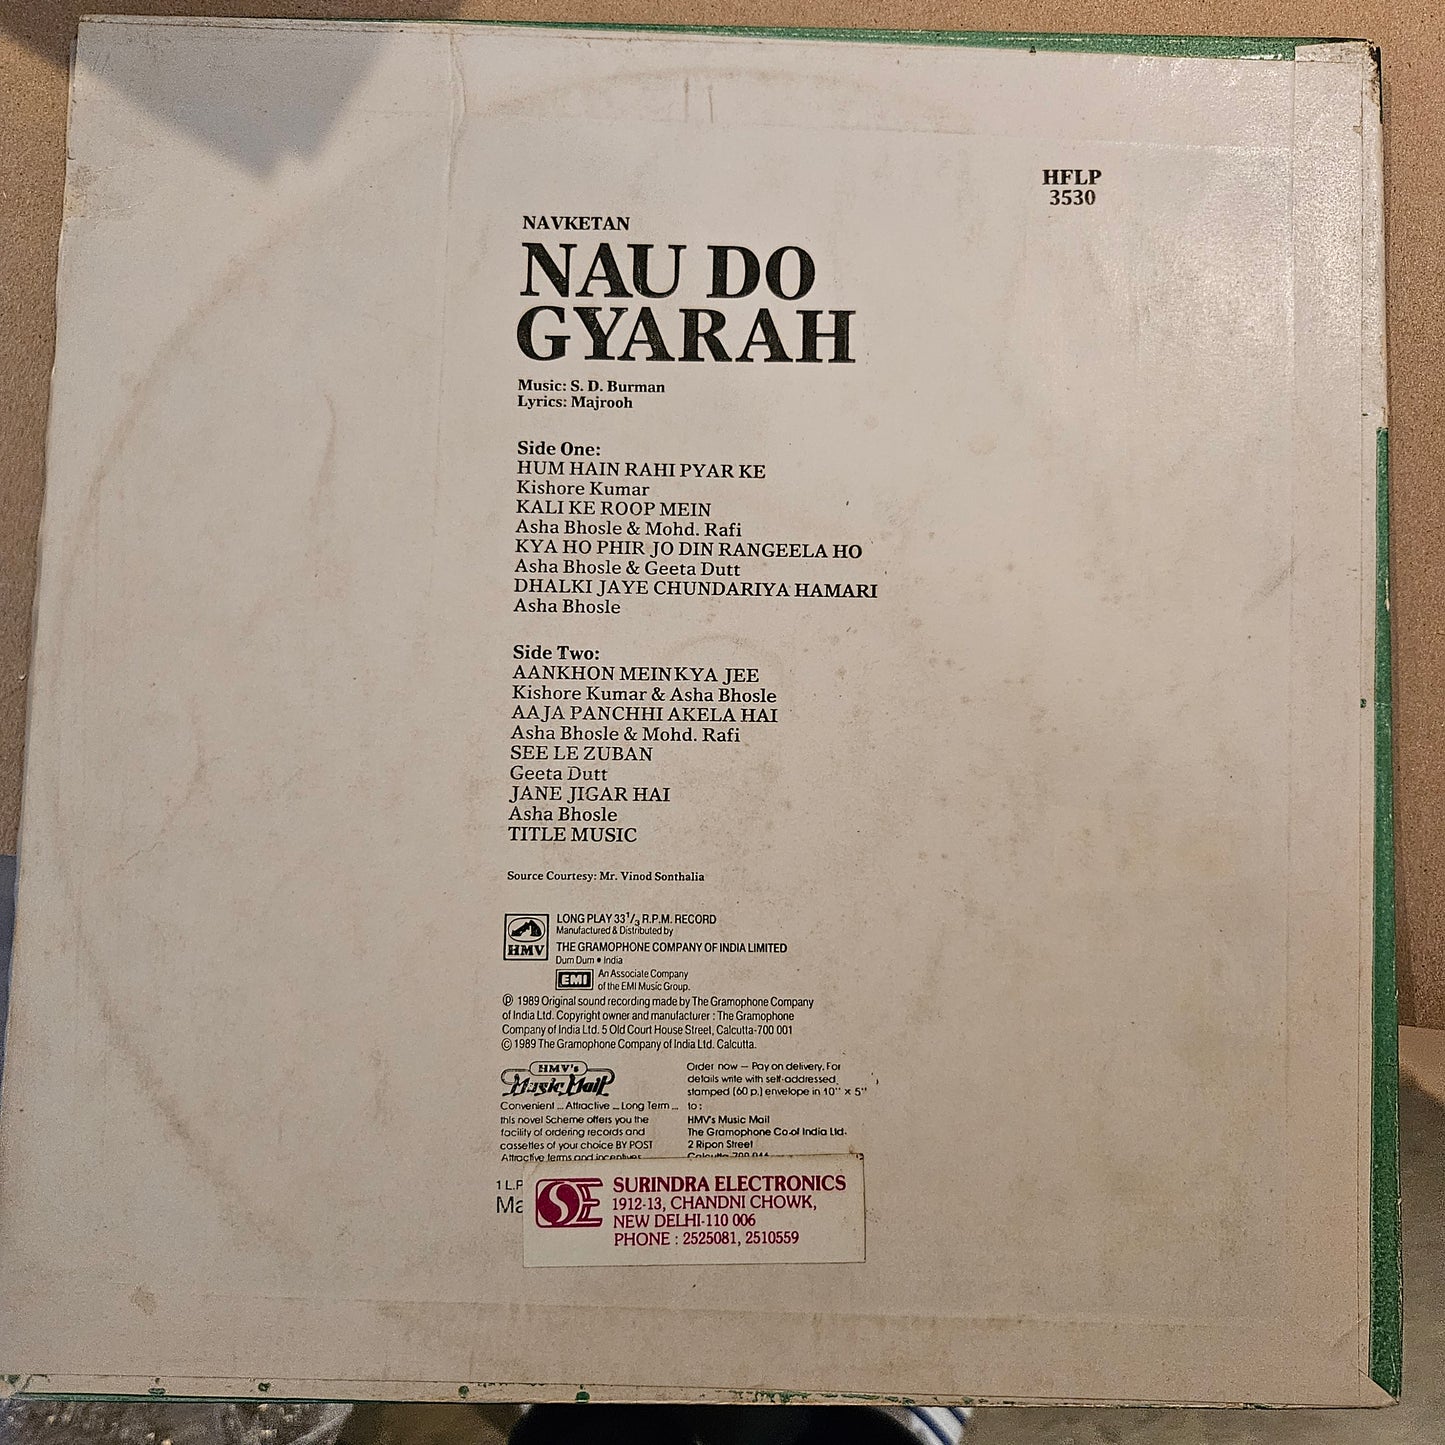 HFLP
3530
NAVKETAN
NAU DO
GYARAH
Music: S. D. Burman
Lyrics: Majrooh
Side One:
HUM HAIN RAHI PYAR KE
Kishore Kumar
KALI KE ROOP MEIN
Asha Bhosle & Mohd. Rafi
KYA HO PHIR JO DIN RANGEELA HO
Asha Bhosle & Geeta Dutt
DHALKI JAYE CHUNDARIYA HAMARI
Asha Bhosle
Side Two:
AANKHON MEIN KYA JEE
Kishore Kumar & Asha Bhosle
AAJA PANCHHI AKELA HAI
Asha Bhosle & Mohd. Rafi
SEE LE ZUBAN
Geeta Dutt
JANE JIGAR HAI
Asha Bhosle
TITLE MUSIC
Source Courtesy: Mr. Vinod Sonthalia
HMV
LONG PLAY 33 1/3 R.P.M. RECORD
Manufactured & Distributed by
THE GRAMOPHONE COMPANY OF INDIA LIMITED
Dum Dum • India
EMI
An Associate Company
of the EMI Music Group.
℗ 1989 Original sound recording made by The Gramophone Company
of India Ltd. Copyright owner and manufacturer : The Gramophone
Company of India Ltd. 5 Old Court House Street, Calcutta-700 001
© 1989 The Gramophone Company of India Ltd. Calcutta.
HMV's
Music Mail
Convenient ... Attractive ... Long Term ...
this novel Scheme offers you the
facility of ordering records and
cassettes of your choice BY POST
Attractive terms and incentives
Order now — Pay on delivery. For
details write with self-addressed,
stamped (60 p.) envelope in 10" × 5"
to :
HMV's Music Mail
The Gramophone Co of India Ltd.
2 Ripon Street
Calcutta
1 L.P
Ma
SE
SURINDRA ELECTRONICS
1912-13, CHANDNI CHOWK,
NEW DELHI-110 006
PHONE : 2525081, 2510559